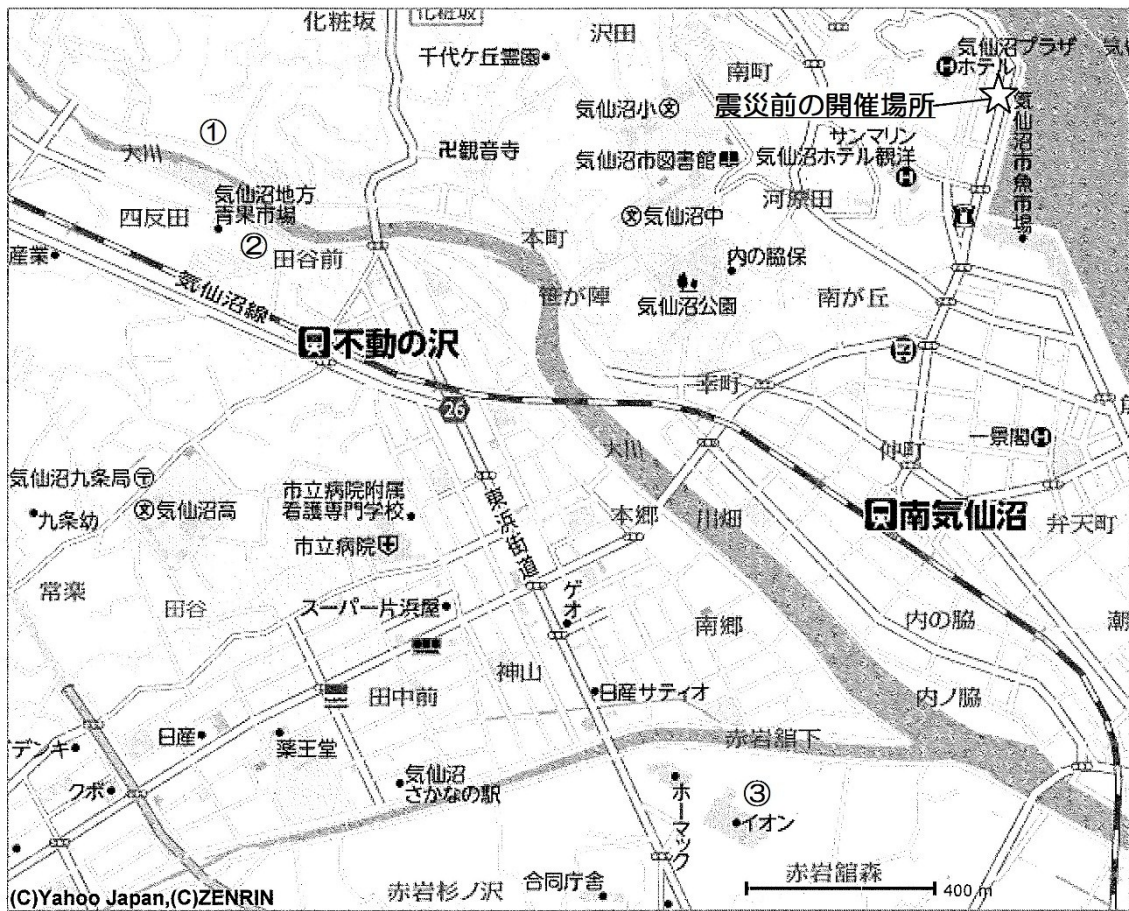 化粧坂
化粧坂
沢田
千代ケ丘霊園
南町
気仙沼プラザ
ホテル
気仙沼小
震災前の開催場所
①
大川
卍観音寺
気仙沼市図書館
サンマリン
気仙沼ホテル観洋
気仙沼市魚市場
気仙沼地方
青果市場
四反田
②
田谷前
産業
気仙沼線
気仙沼中
河原田
本町
内の脇保
笹が陣
気仙沼公園
南が丘
不動の沢
幸町
26
大川
仲町
一景閣
気仙沼九条局
九条幼
気仙沼高
市立病院附属
看護専門学校
市立病院
東浜街道
本郷
川畑
南気仙沼
弁天町
常楽
田谷
スーパー片浜屋
ゲオ
南郷
内の脇
潮
神山
田中前
日産サティオ
内ノ脇
デンキ
日産
薬王堂
赤岩舘下
クボ
気仙沼
さかなの駅
ホーマック
③
イオン
赤岩杉ノ沢
合同庁舎
赤岩舘森
400 m
(C)Yahoo Japan,(C)ZENRIN